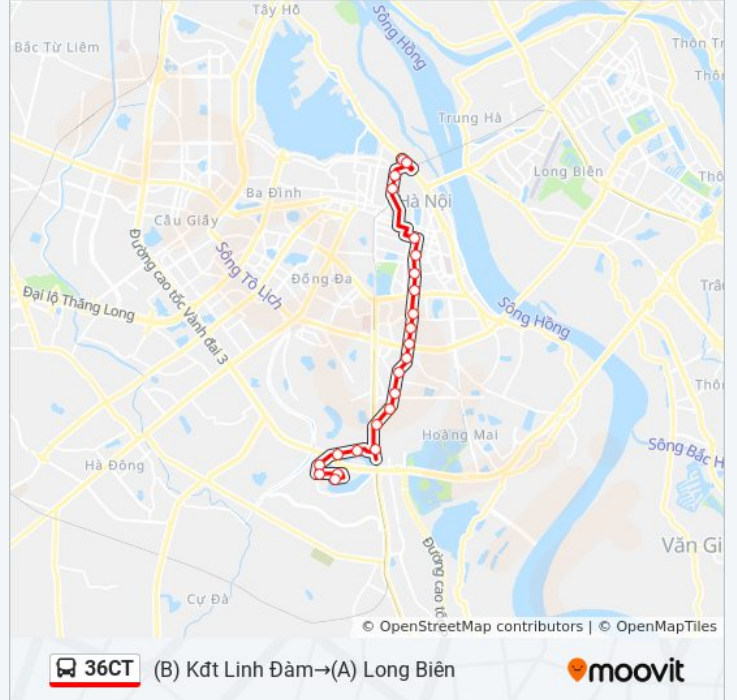 Tây Hồ
Sông Hồng
Bắc Từ Liêm
Thôn Tr
Thôn
Trung Hà
Long Biên
Thô
Ba Đình
Hà Nội
Cầu Giấy
Đường cao tốc Vành đai 3
Sông Tô Lịch
Đống Đa
Trâu
Đại lộ Thăng Long
Sông Hồng
Thôn
Hoàng Mai
Sông Bắc H
Hà Đông
Đường cao tố
Văn Gi
Cự Đà
© OpenStreetMap contributors | © OpenMapTiles
36CT (B) Kđt Linh Đàm→(A) Long Biên moovit